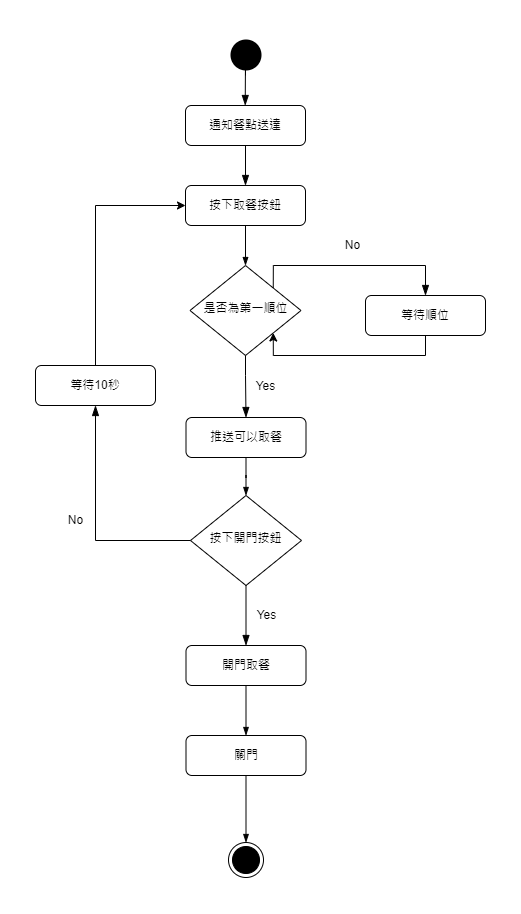 通知餐點送達
按下取餐按鈕
No
是否為第一順位
等待順位
等待10秒
Yes
推送可以取餐
No
按下開門按鈕
Yes
開門取餐
關門